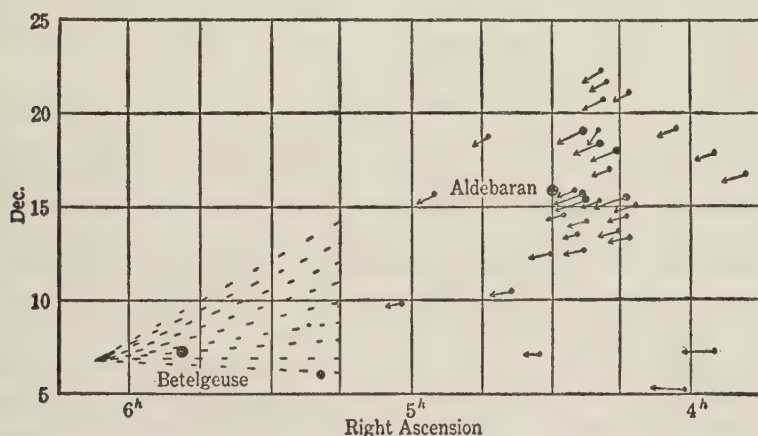 25
20
Dec.
15
10
5
Aldebaran
Betelgeuse
6ʰ
5ʰ
4ʰ
Right Ascension